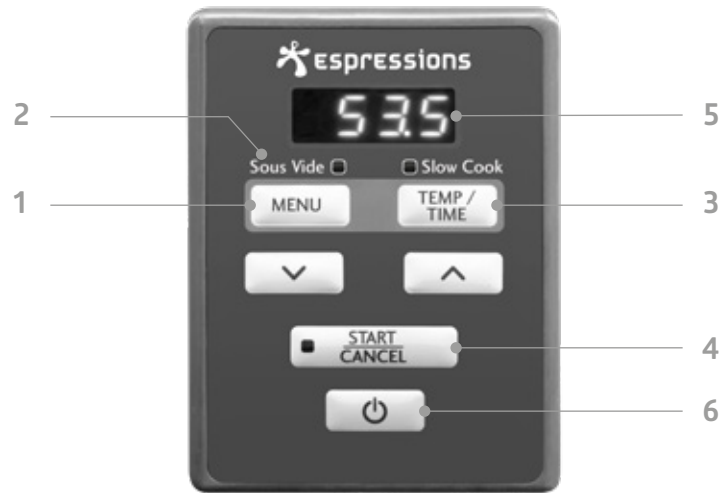 espressions
53.5
2
5
Sous Vide
Slow Cook
1
MENU
TEMP /
TIME
3
START
CANCEL
4
6